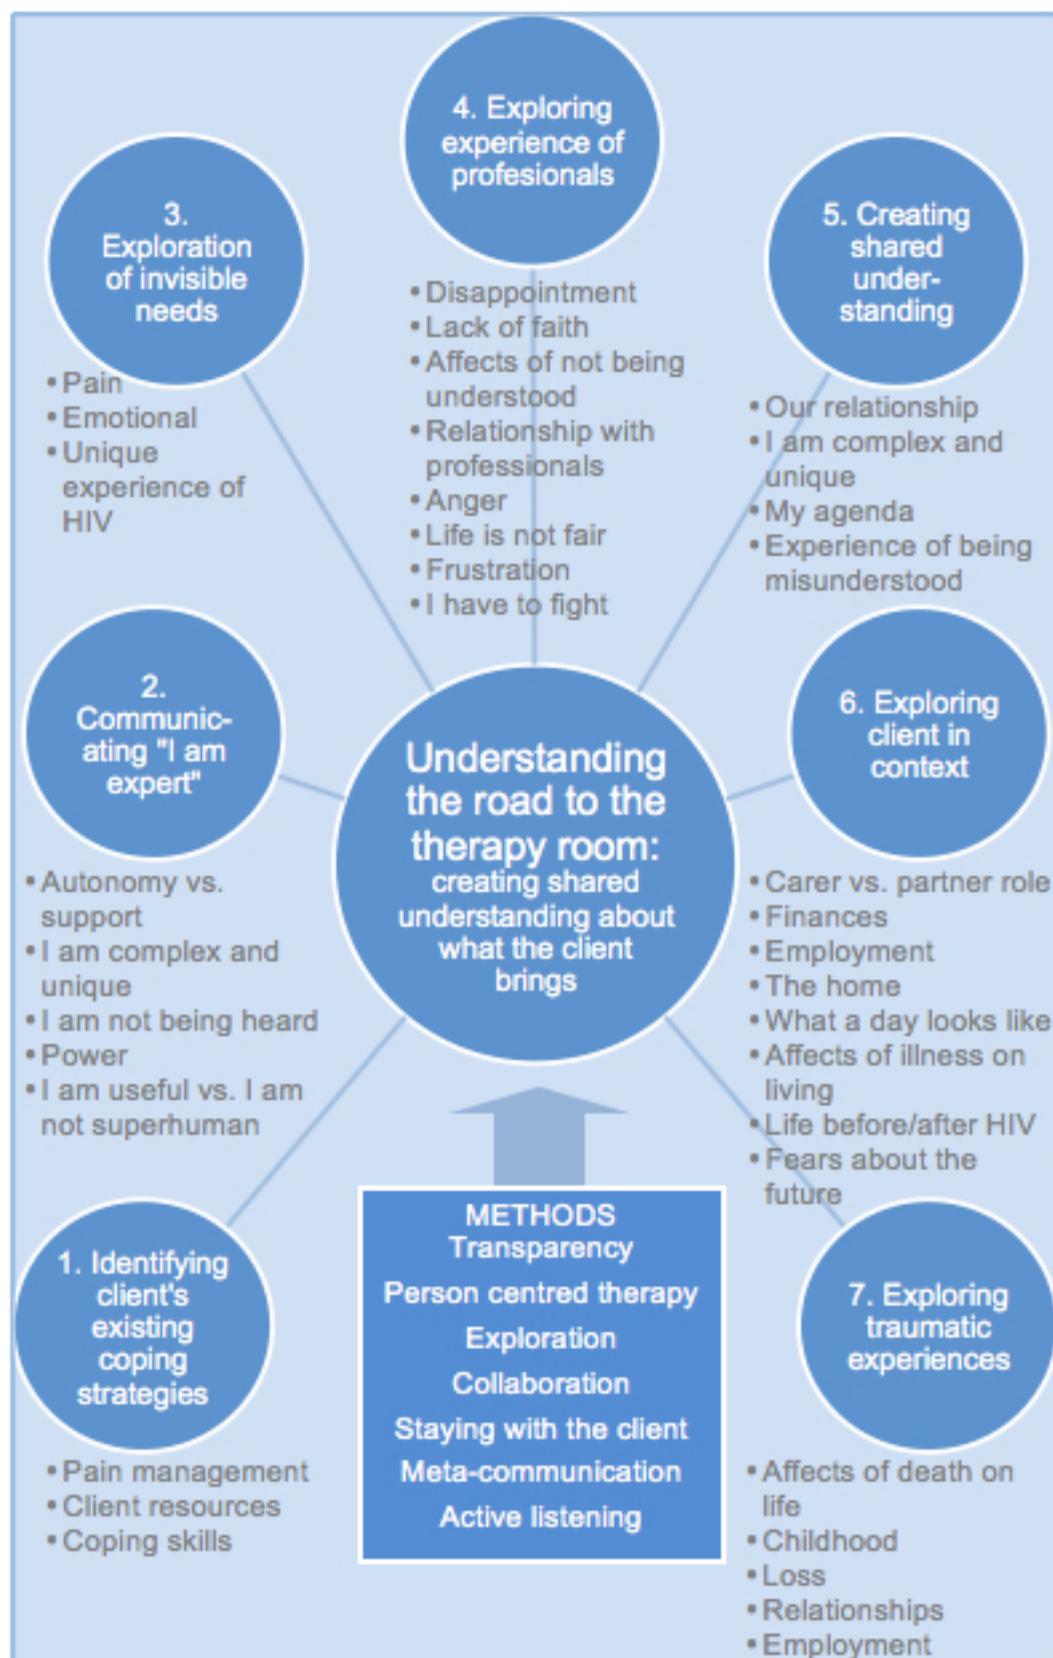 4. Exploring
experience of
profesionals
3.
Exploration
of invisible
needs
5. Creating
shared
under-
standing
• Disappointment
• Lack of faith
• Affects of not being
understood
• Relationship with
professionals
• Anger
• Life is not fair
• Frustration
• I have to fight
• Pain
• Emotional
• Unique
experience of
HIV
• Our relationship
• I am complex and
unique
• My agenda
• Experience of being
misunderstood
2.
Communic-
ating "I am
expert"
6. Exploring
client in
context
Understanding
the road to the
therapy room:
creating shared
understanding about
what the client
brings
• Autonomy vs.
support
• I am complex and
unique
• I am not being heard
• Power
• I am useful vs. I am
not superhuman
• Carer vs. partner role
• Finances
• Employment
• The home
• What a day looks like
• Affects of illness on
living
• Life before/after HIV
• Fears about the
future
1. Identifying
client's
existing
coping
strategies
METHODS
Transparency
Person centred therapy
Exploration
Collaboration
Staying with the client
Meta-communication
Active listening
7. Exploring
traumatic
experiences
• Pain management
• Client resources
• Coping skills
• Affects of death on
life
• Childhood
• Loss
• Relationships
• Employment